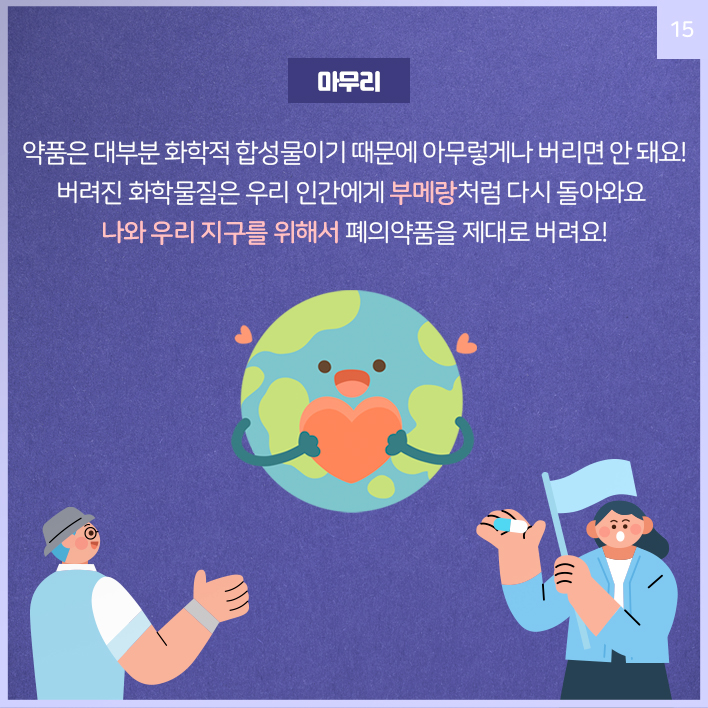 15
마무리
약품은 대부분 화학적 합성물이기 때문에 아무렇게나 버리면 안 돼요!
버려진 화학물질은 우리 인간에게 부메랑처럼 다시 돌아와요
나와 우리 지구를 위해서 폐의약품을 제대로 버려요!